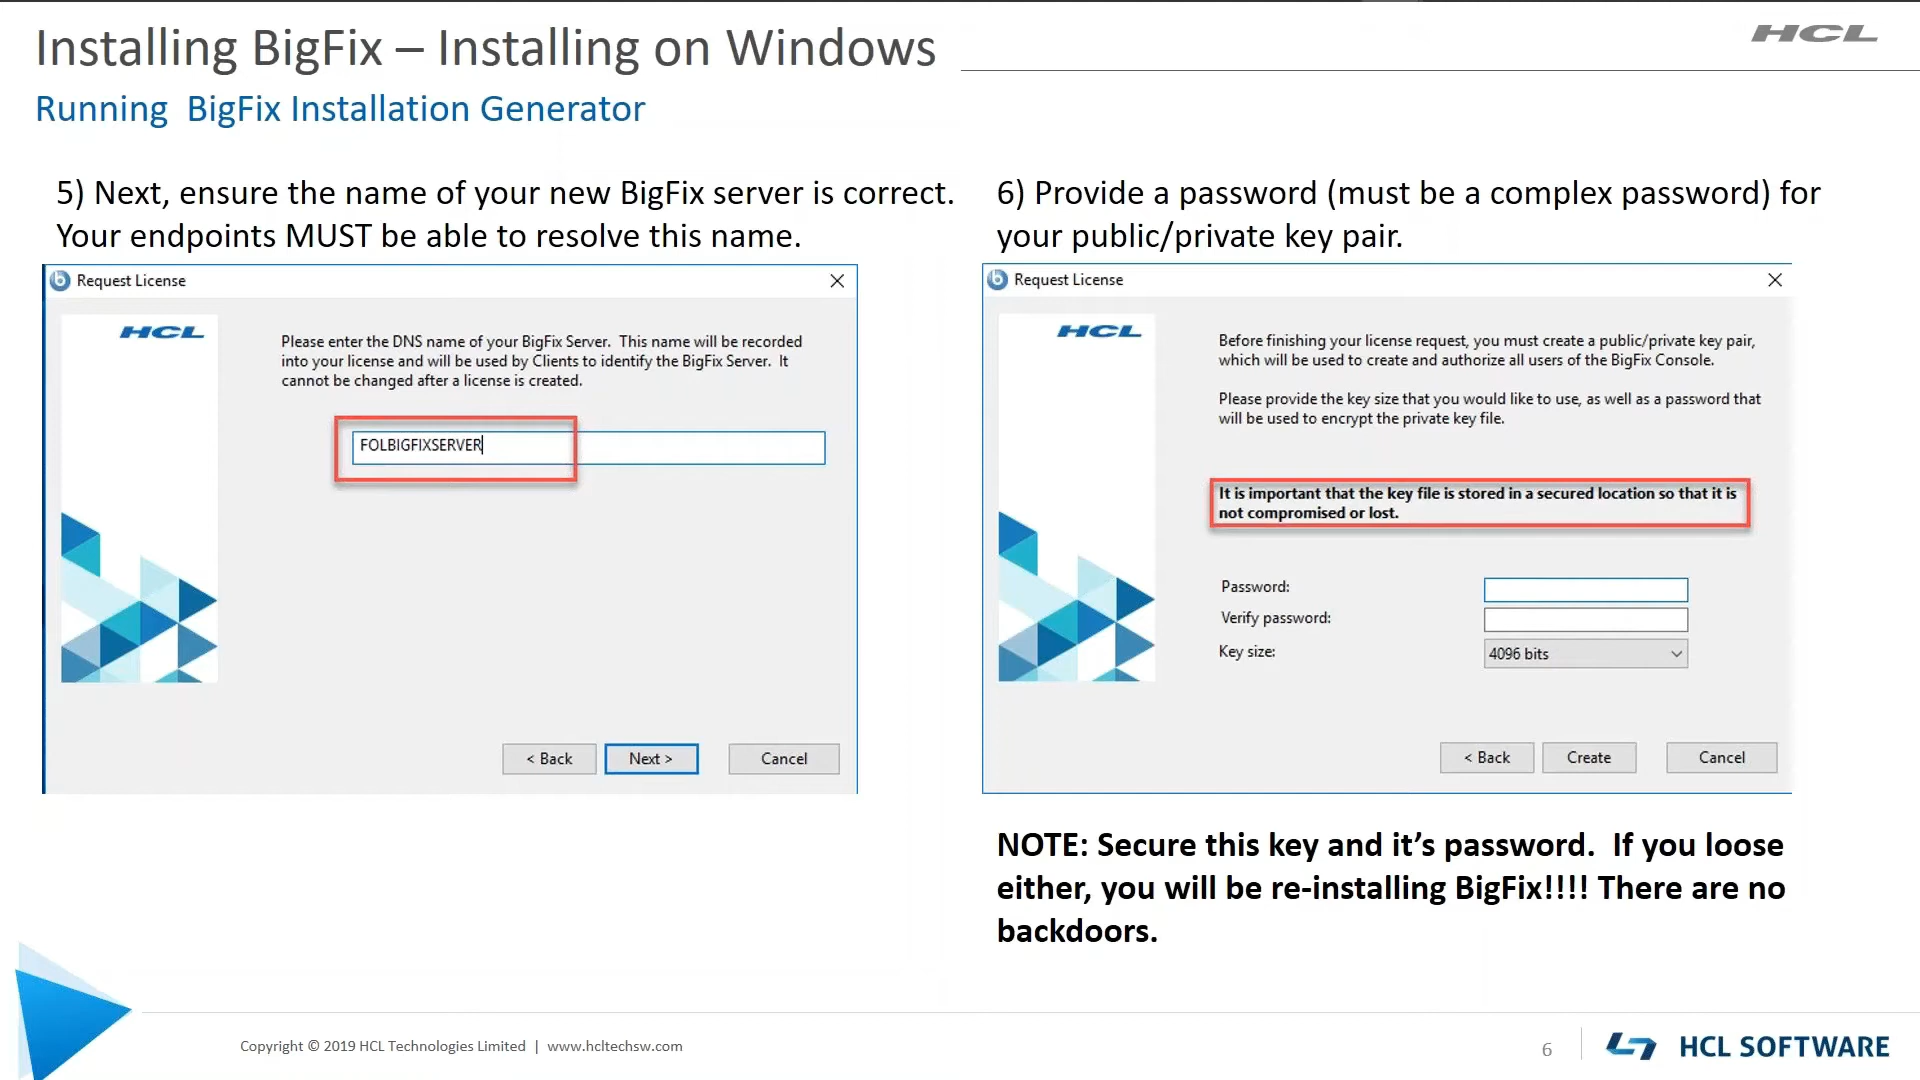 Installing BigFix – Installing on Windows
HCL
Running  BigFix Installation Generator
5) Next, ensure the name of your new BigFix server is correct.
Your endpoints MUST be able to resolve this name.
Request License
HCL
Please enter the DNS name of your BigFix Server.  This name will be recorded
into your license and will be used by Clients to identify the BigFix Server.  It
cannot be changed after a license is created.
FOLBIGFIXSERVER
< Back
Next >
Cancel
6) Provide a password (must be a complex password) for
your public/private key pair.
Request License
HCL
Before finishing your license request, you must create a public/private key pair,
which will be used to create and authorize all users of the BigFix Console.
Please provide the key size that you would like to use, as well as a password that
will be used to encrypt the private key file.
It is important that the key file is stored in a secured location so that it is
not compromised or lost.
Password:
Verify password:
Key size:
4096 bits
< Back
Create
Cancel
NOTE: Secure this key and it’s password.  If you loose
either, you will be re-installing BigFix!!!! There are no
backdoors.
Copyright © 2019 HCL Technologies Limited  |  www.hcltechsw.com
6
HCL SOFTWARE